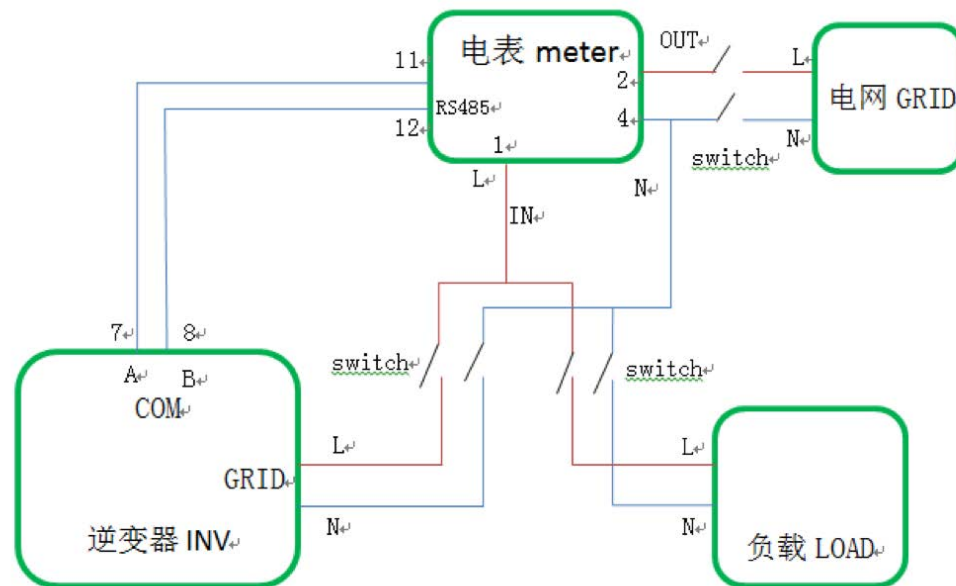 电表 meter
OUT
11
2
L
电网 GRID
RS485
12
4
1
N
switch
L
N
IN
7
8
switch
switch
A
B
COM
L
L
GRID
N
N
逆变器 INV
负载 LOAD